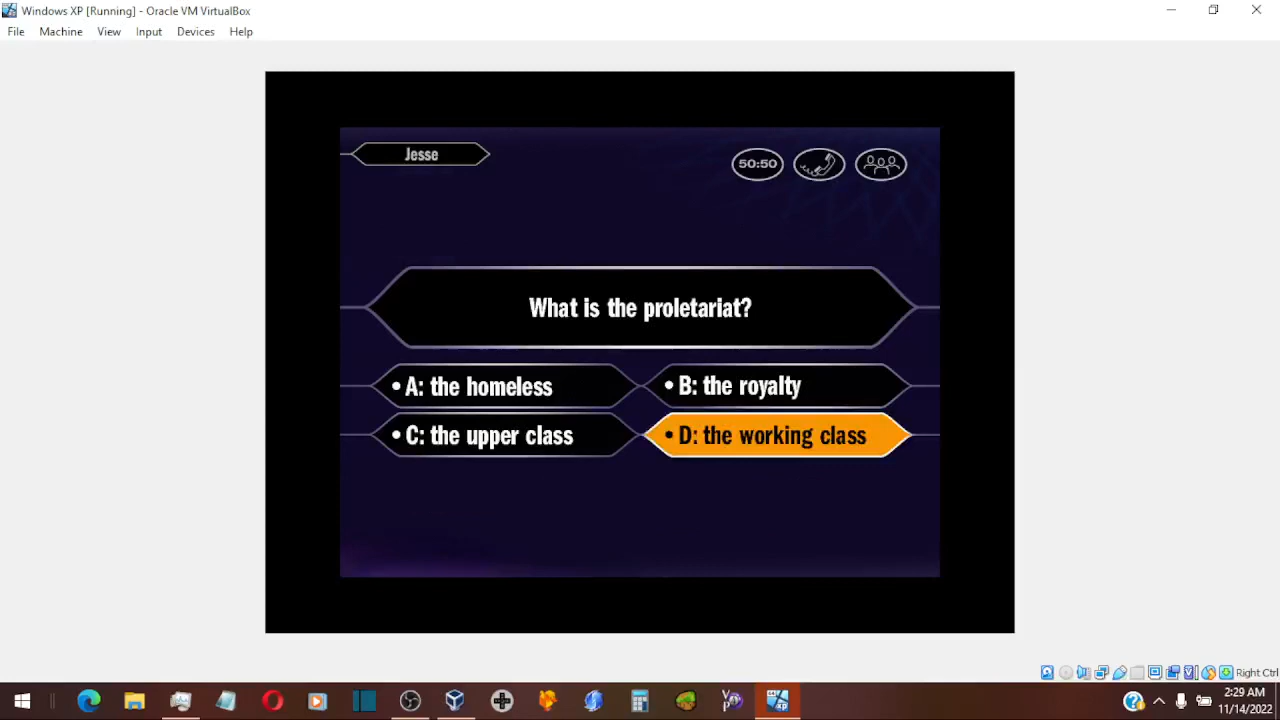 Windows XP [Running] - Oracle VM VirtualBox
File Machine View Input Devices Help
Jesse
50:50
What is the proletariat?
• A: the homeless
• B: the royalty
• C: the upper class
• D: the working class
Right Ctrl
2:29 AM
11/14/2022